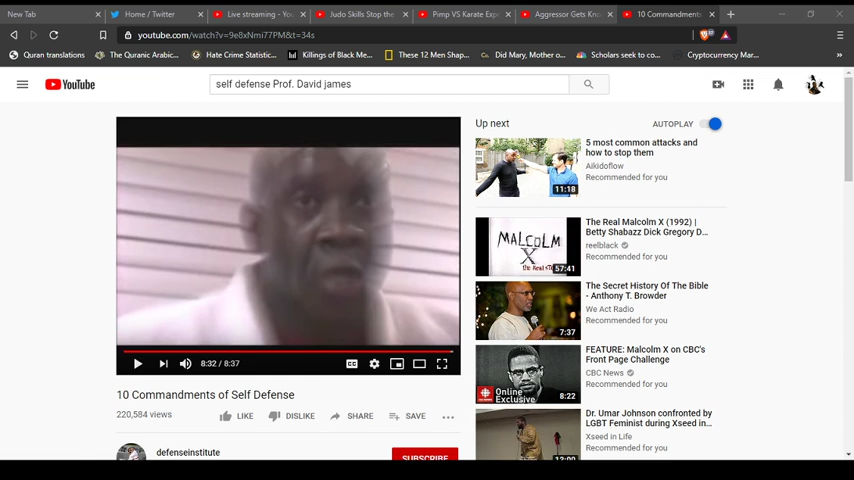 New Tab
Home / Twitter
Live streaming - You
Judo Skills Stop the
Pimp VS Karate Expe
Aggressor Gets Kno
10 Commandments
youtube.com/watch?v=9e8xNmi77PM&t=34s
Quran translations
The Quranic Arabic...
Hate Crime Statistic...
Killings of Black Me...
These 12 Men Shap...
Did Mary, Mother o...
Scholars seek to co...
Cryptocurrency Mar...
YouTube
self defense Prof. David james
Up next
AUTOPLAY
5 most common attacks and
how to stop them
Aikidoflow
Recommended for you
11:18
The Real Malcolm X (1992) |
Betty Shabazz Dick Gregory D...
reelblack
Recommended for you
MALCOLM
X
the Real
57:41
The Secret History Of The Bible
- Anthony T. Browder
We Act Radio
Recommended for you
7:37
8:32 / 8:37
CC
FEATURE: Malcolm X on CBC's
Front Page Challenge
CBC News
Recommended for you
Online
Exclusive
8:22
10 Commandments of Self Defense
220,584 views
LIKE
DISLIKE
SHARE
SAVE
Dr. Umar Johnson confronted by
LGBT Feminist during Xseed in...
Xseed in Life
Recommended for you
12:00
defenseinstitute
SUBSCRIBE